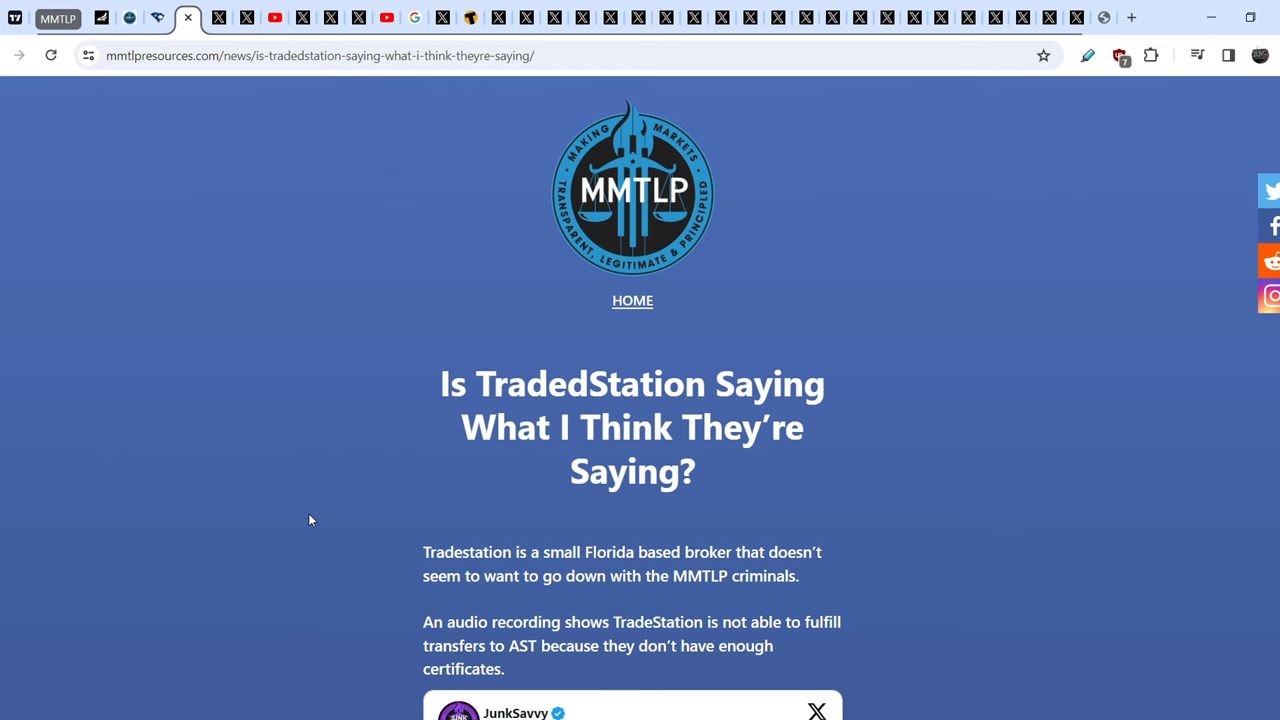 MMTLP
mmtlpresources.com/news/is-tradedstation-saying-what-i-think-theyre-saying/
7
MAKING MARKETS
MMTLP
TRANSPARENT, LEGITIMATE & PRINCIPLED
HOME
Is TradedStation Saying
What I Think They’re
Saying?
Tradestation is a small Florida based broker that doesn’t
seem to want to go down with the MMTLP criminals.
An audio recording shows TradeStation is not able to fulfill
transfers to AST because they don’t have enough
certificates.
JunkSavvy